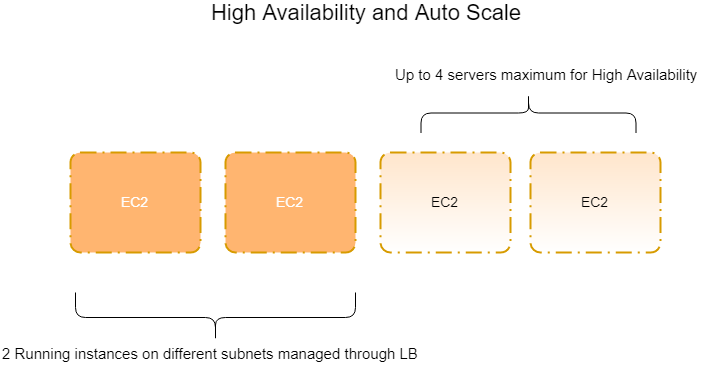 High Availability and Auto Scale
Up to 4 servers maximum for High Availability
EC2
EC2
EC2
EC2
2 Running instances on different subnets managed through LB